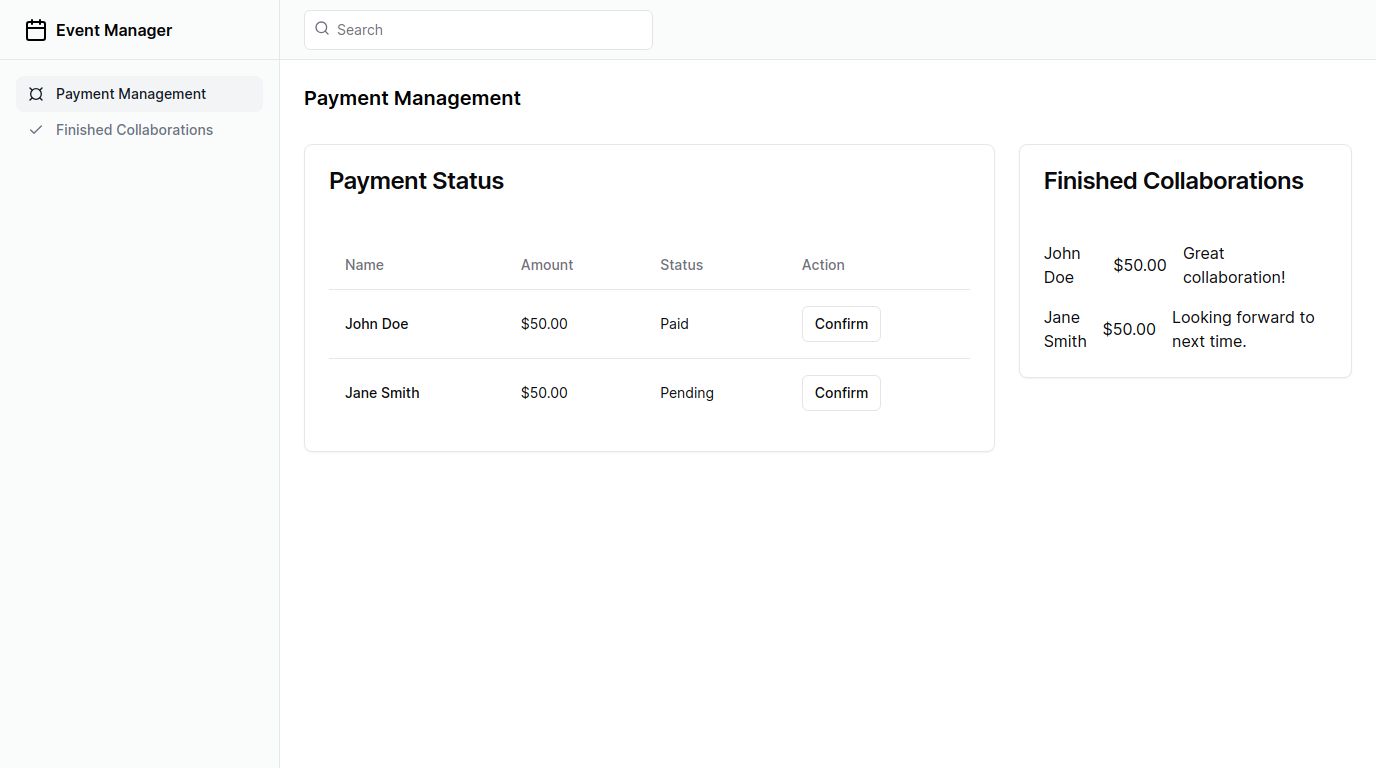 Event Manager
Search
Payment Management
Finished Collaborations
Payment Management
Payment Status
Name Amount Status Action
John Doe $50.00 Paid Confirm
Jane Smith $50.00 Pending Confirm
Finished Collaborations
John
Doe
$50.00
Great
collaboration!
Jane
Smith
$50.00
Looking forward to
next time.